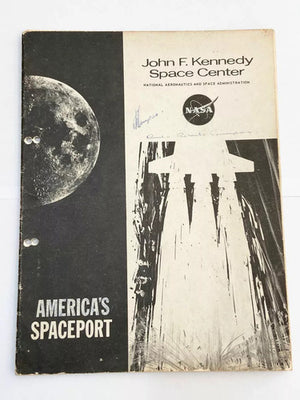 John F. Kennedy
Space Center
NATIONAL AERONAUTICS AND SPACE ADMINISTRATION
NASA
AMERICA'S
SPACEPORT